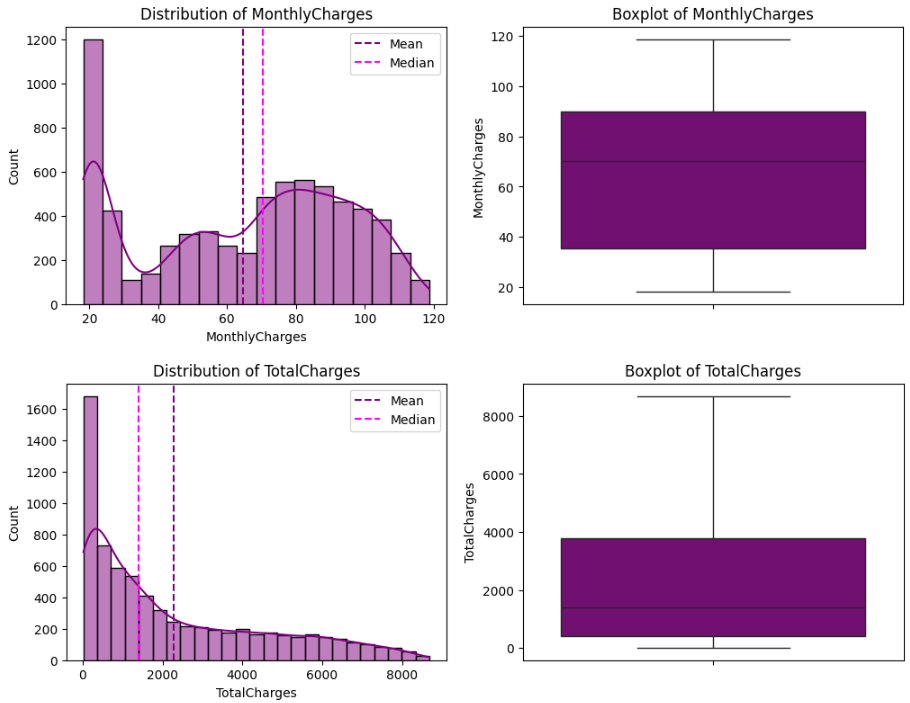 Distribution of MonthlyCharges
Mean
Median
Count
1200
1000
800
600
400
200
0
20 40 60 80 100 120
MonthlyCharges
Boxplot of MonthlyCharges
MonthlyCharges
120
100
80
60
40
20
Distribution of TotalCharges
Mean
Median
Count
1600
1400
1200
1000
800
600
400
200
0
0 2000 4000 6000 8000
TotalCharges
Boxplot of TotalCharges
TotalCharges
8000
6000
4000
2000
0